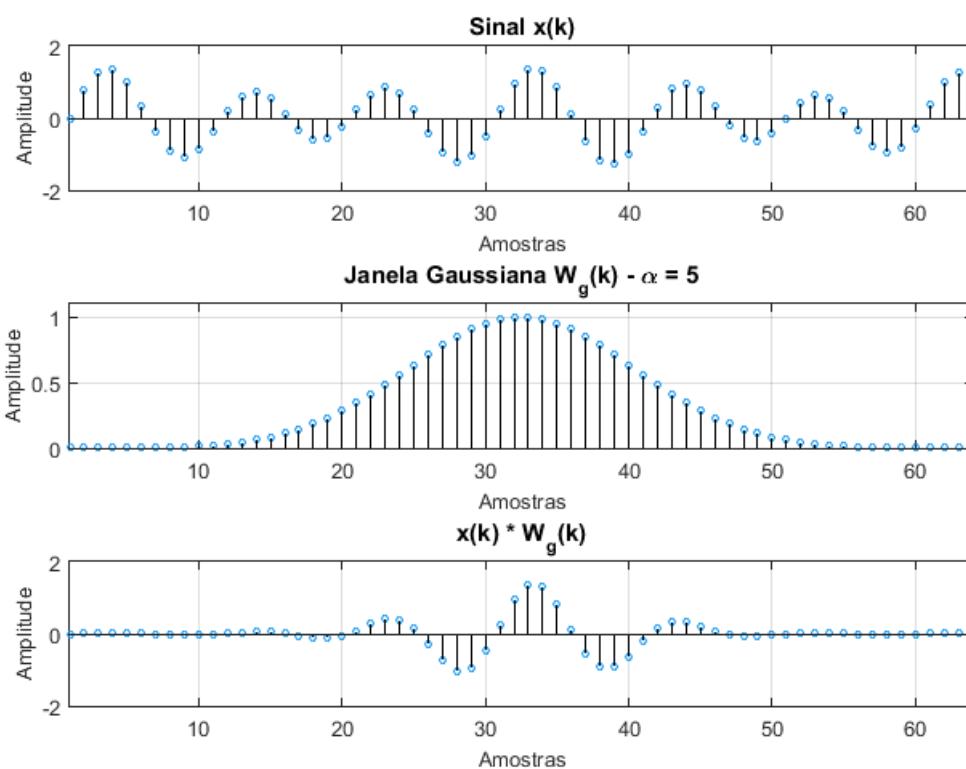 Sinal x(k)
2
0
-2
Amplitude
10 20 30 40 50 60
Amostras
Janela Gaussiana W_g(k) - α = 5
1
0.5
0
Amplitude
10 20 30 40 50 60
Amostras
x(k) * W_g(k)
2
0
-2
Amplitude
10 20 30 40 50 60
Amostras